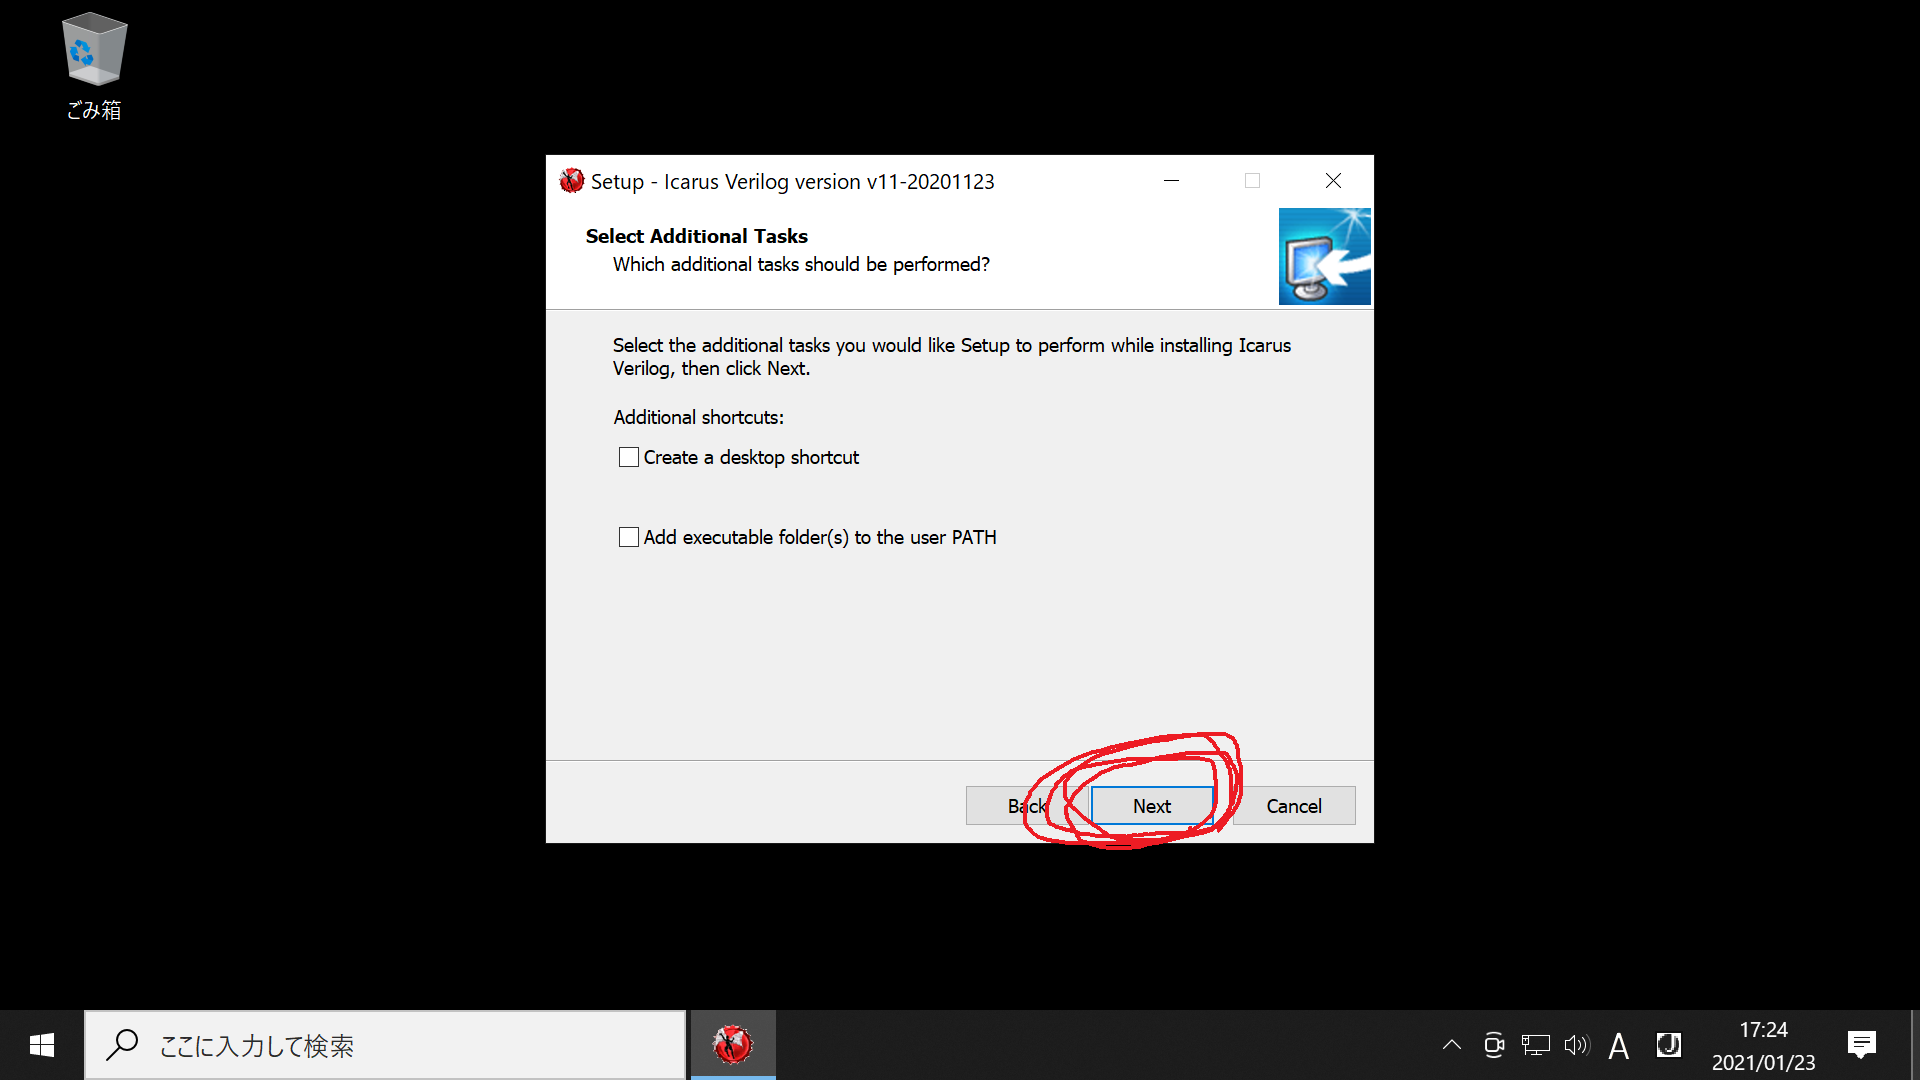 ごみ箱
Setup - Icarus Verilog version v11-20201123
Select Additional Tasks
Which additional tasks should be performed?
Select the additional tasks you would like Setup to perform while installing Icarus
Verilog, then click Next.
Additional shortcuts:
Create a desktop shortcut
Add executable folder(s) to the user PATH
Back Next Cancel
ここに入力して検索
A J 17:24
2021/01/23